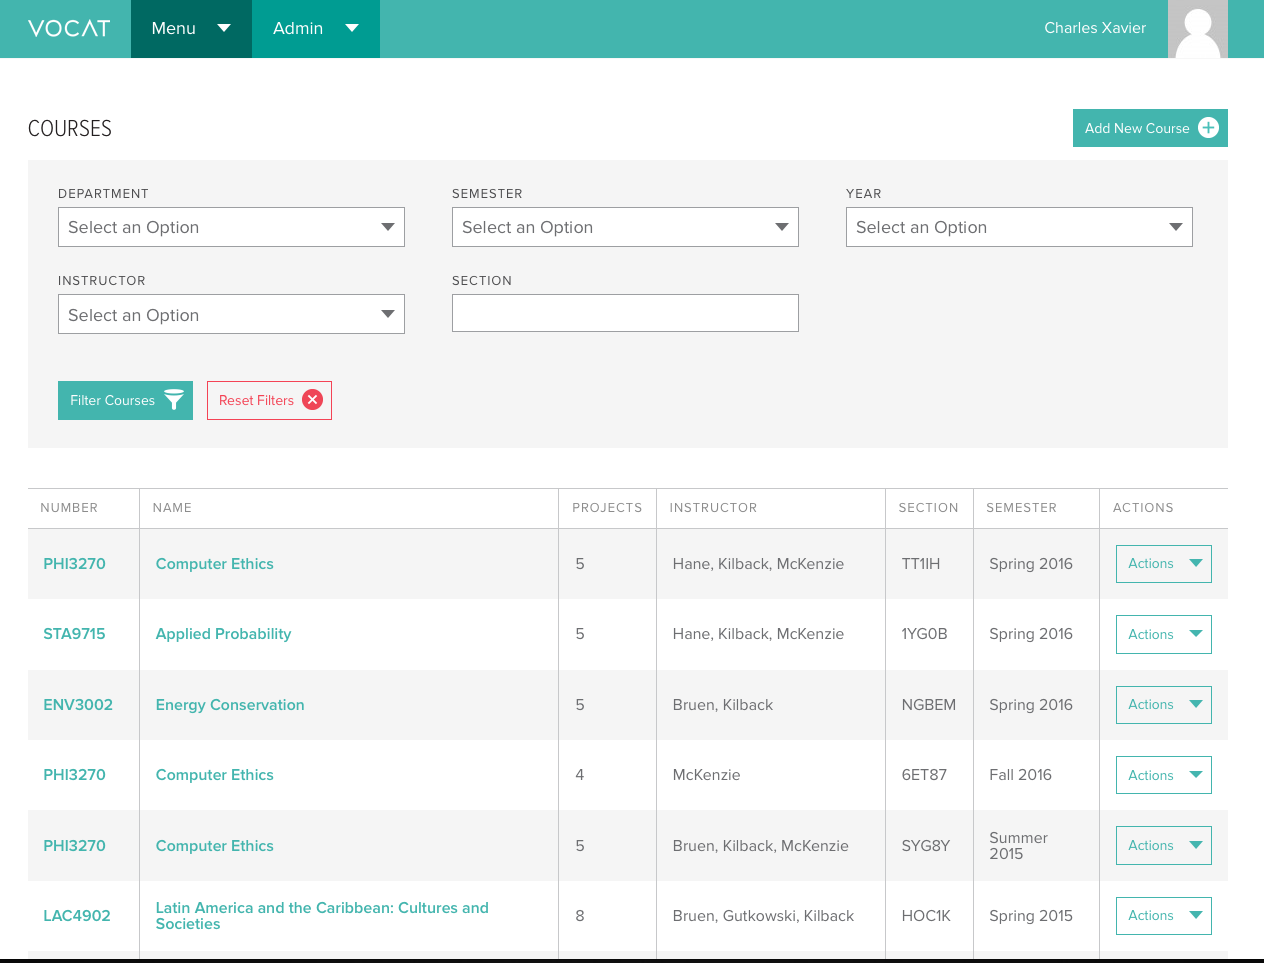 VOCAT Menu Admin Charles Xavier
COURSES Add New Course
DEPARTMENT SEMESTER YEAR
Select an Option Select an Option Select an Option
INSTRUCTOR SECTION
Select an Option
Filter Courses Reset Filters
NUMBER NAME PROJECTS INSTRUCTOR SECTION SEMESTER ACTIONS
PHI3270 Computer Ethics 5 Hane, Kilback, McKenzie TT1IH Spring 2016 Actions
STA9715 Applied Probability 5 Hane, Kilback, McKenzie 1YG0B Spring 2016 Actions
ENV3002 Energy Conservation 5 Bruen, Kilback NGBEM Spring 2016 Actions
PHI3270 Computer Ethics 4 McKenzie 6ET87 Fall 2016 Actions
PHI3270 Computer Ethics 5 Bruen, Kilback, McKenzie SYG8Y Summer
2015 Actions
LAC4902 Latin America and the Caribbean: Cultures and
Societies 8 Bruen, Gutkowski, Kilback HOC1K Spring 2015 Actions